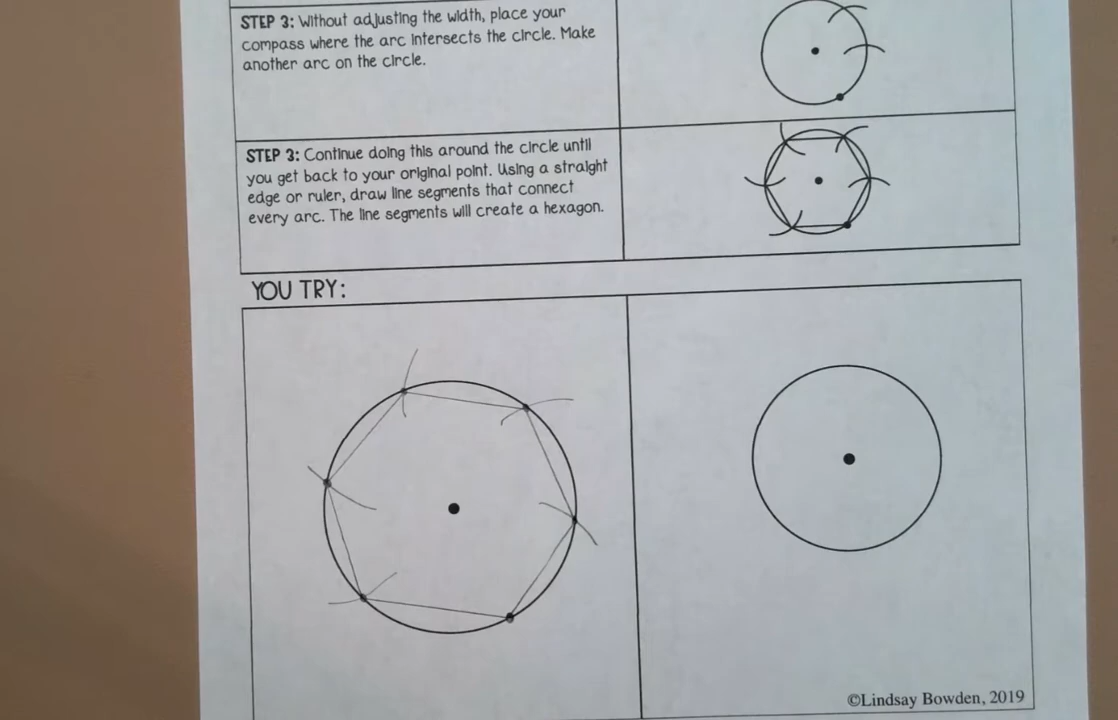 STEP 3: Without adjusting the width, place your
compass where the arc intersects the circle. Make
another arc on the circle.
STEP 3: Continue doing this around the circle until
you get back to your original point. Using a straight
edge or ruler, draw line segments that connect
every arc. The line segments will create a hexagon.
YOU TRY:
©Lindsay Bowden, 2019